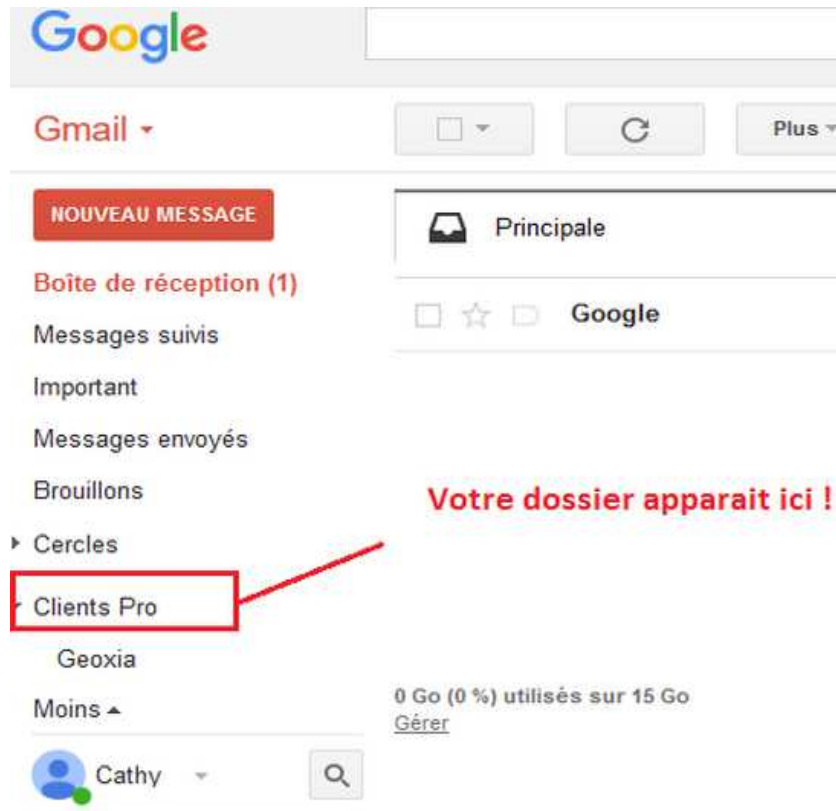 Google
Gmail
Plus
NOUVEAU MESSAGE
Principale
Boîte de réception (1)
Google
Messages suivis
Important
Messages envoyés
Brouillons
Votre dossier apparait ici !
Cercles
Clients Pro
Geoxia
Moins
0 Go (0 %) utilisés sur 15 Go
Gérer
Cathy